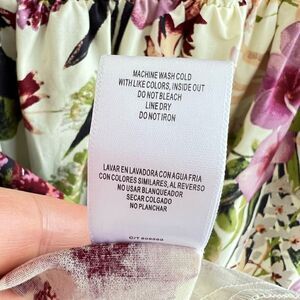 MACHINE WASH COLD
WITH LIKE COLORS, INSIDE OUT
DO NOT BLEACH
LINE DRY
DO NOT IRON
LAVAR EN LAVADORA CON AGUA FRIA
CON COLORES SIMILARES, AL REVERSO
NO USAR BLANQUEADOR
SECAR COLGADO
NO PLANCHAR